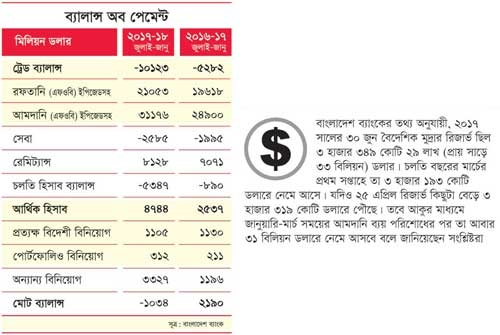 ব্যালান্স অব পেমেন্ট
মিলিয়ন ডলার ২০১৭-১৮ ২০১৬-১৭
জুলাই-জানু জুলাই-জানু
ট্রেড ব্যালান্স -১০১২৩ -৫২৮২
রফতানি (এফওবি) ইপিজেডসহ ২১০৫৩ ১৯৬১৮
আমদানি (এফওবি) ইপিজেডসহ ৩১১৭৬ ২৪৯০০
সেবা -২৫৮৫ -১৯৯৫
রেমিট্যান্স ৮১২৮ ৭০৭১
চলতি হিসাব ব্যালান্স -৫৩৪৭ -৮৯০
আর্থিক হিসাব ৪৭৪৪ ২৫৩৭
প্রত্যক্ষ বিদেশী বিনিয়োগ ১১০৫ ১১৩০
পোর্টফোলিও বিনিয়োগ ৩১২ ২১১
অন্যান্য বিনিয়োগ ৩৩২৭ ১১৯৬
মোট ব্যালান্স -১০৩৪ ২১৯০
সূত্র: বাংলাদেশ ব্যাংক
$
বাংলাদেশ ব্যাংকের তথ্য অনুযায়ী, ২০১৭
সালের ৩০ জুন বৈদেশিক মুদ্রার রিজার্ভ ছিল
৩ হাজার ৩৪৯ কোটি ২৯ লাখ (প্রায় সাড়ে
৩৩ বিলিয়ন) ডলার। চলতি বছরের মার্চের
প্রথম সপ্তাহে তা ৩ হাজার ১৯৩ কোটি
ডলারে নেমে আসে। যদিও ২৫ এপ্রিল রিজার্ভ কিছুটা বেড়ে ৩
হাজার ৩১৯ কোটি ডলারে পৌঁছে। তবে আকুর মাধ্যমে
জানুয়ারি-মার্চ সময়ের আমদানি ব্যয় পরিশোধের পর তা আবার
৩১ বিলিয়ন ডলারে নেমে আসবে বলে জানিয়েছেন সংশ্লিষ্টরা